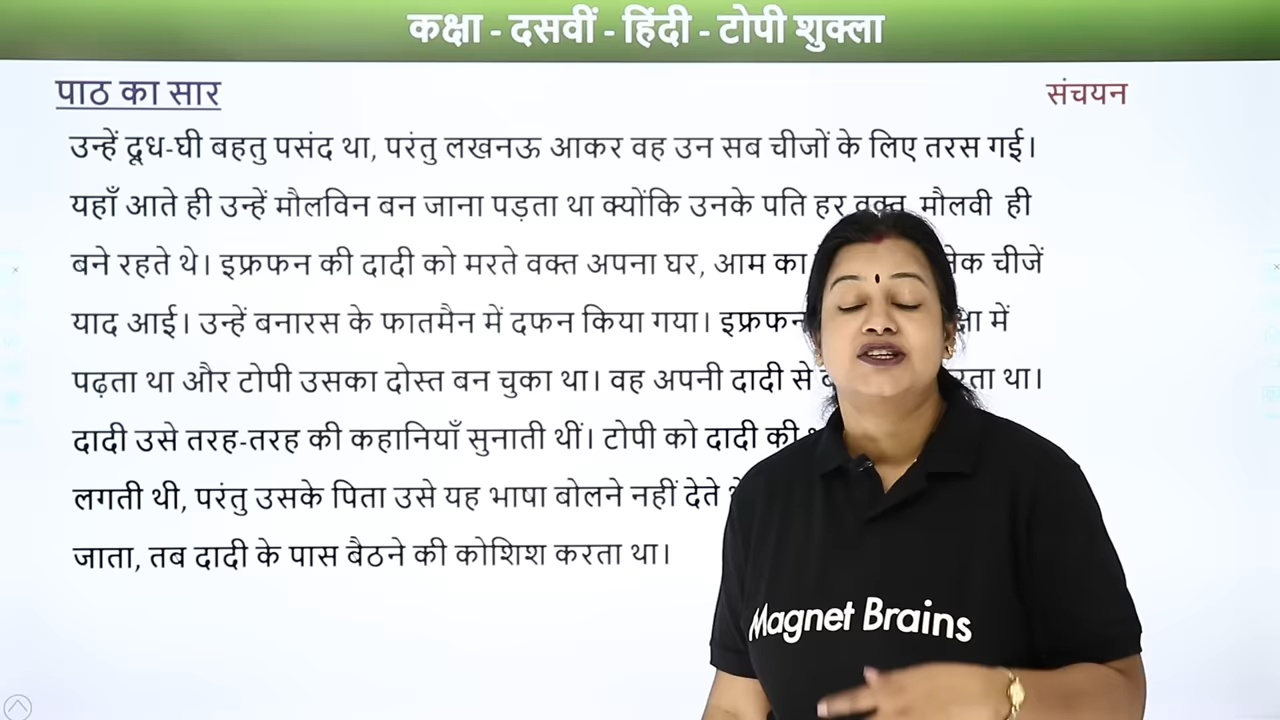 कक्षा - दसवीं - हिंदी - टोपी शुक्ला
पाठ का सार
संचयन
उन्हें दूध-घी बहतु पसंद था, परंतु लखनऊ आकर वह उन सब चीजों के लिए तरस गई।
यहाँ आते ही उन्हें मौलविन बन जाना पड़ता था क्योंकि उनके पति हर वक्त मौलवी ही
बने रहते थे। इफ्रफन की दादी को मरते वक्त अपना घर, आम का चीजें
याद आई। उन्हें बनारस के फातमैन में दफन किया गया। में
पढ़ता था और टोपी उसका दोस्त बन चुका था। वह अपनी दादी से था।
दादी उसे तरह-तरह की कहानियाँ सुनाती थीं। टोपी को दादी की
लगती थी, परंतु उसके पिता उसे यह भाषा बोलने नहीं देते
जाता, तब दादी के पास बैठने की कोशिश करता था।
Magnet Brains